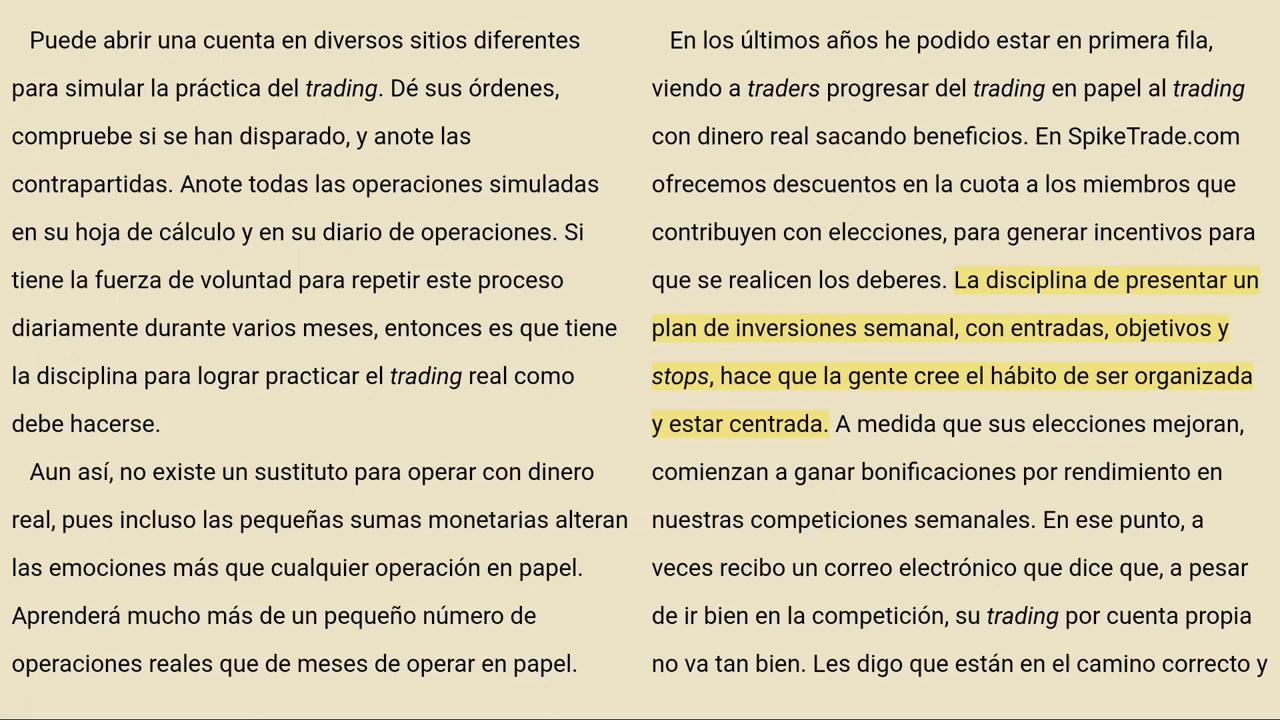 Puede abrir una cuenta en diversos sitios diferentes
para simular la práctica del trading. Dé sus órdenes,
compruebe si se han disparado, y anote las
contrapartidas. Anote todas las operaciones simuladas
en su hoja de cálculo y en su diario de operaciones. Si
tiene la fuerza de voluntad para repetir este proceso
diariamente durante varios meses, entonces es que tiene
la disciplina para lograr practicar el trading real como
debe hacerse.
Aun así, no existe un sustituto para operar con dinero
real, pues incluso las pequeñas sumas monetarias alteran
las emociones más que cualquier operación en papel.
Aprenderá mucho más de un pequeño número de
operaciones reales que de meses de operar en papel.
En los últimos años he podido estar en primera fila,
viendo a traders progresar del trading en papel al trading
con dinero real sacando beneficios. En SpikeTrade.com
ofrecemos descuentos en la cuota a los miembros que
contribuyen con elecciones, para generar incentivos para
que se realicen los deberes. La disciplina de presentar un
plan de inversiones semanal, con entradas, objetivos y
stops, hace que la gente cree el hábito de ser organizada
y estar centrada. A medida que sus elecciones mejoran,
comienzan a ganar bonificaciones por rendimiento en
nuestras competiciones semanales. En ese punto, a
veces recibo un correo electrónico que dice que, a pesar
de ir bien en la competición, su trading por cuenta propia
no va tan bien. Les digo que están en el camino correcto y